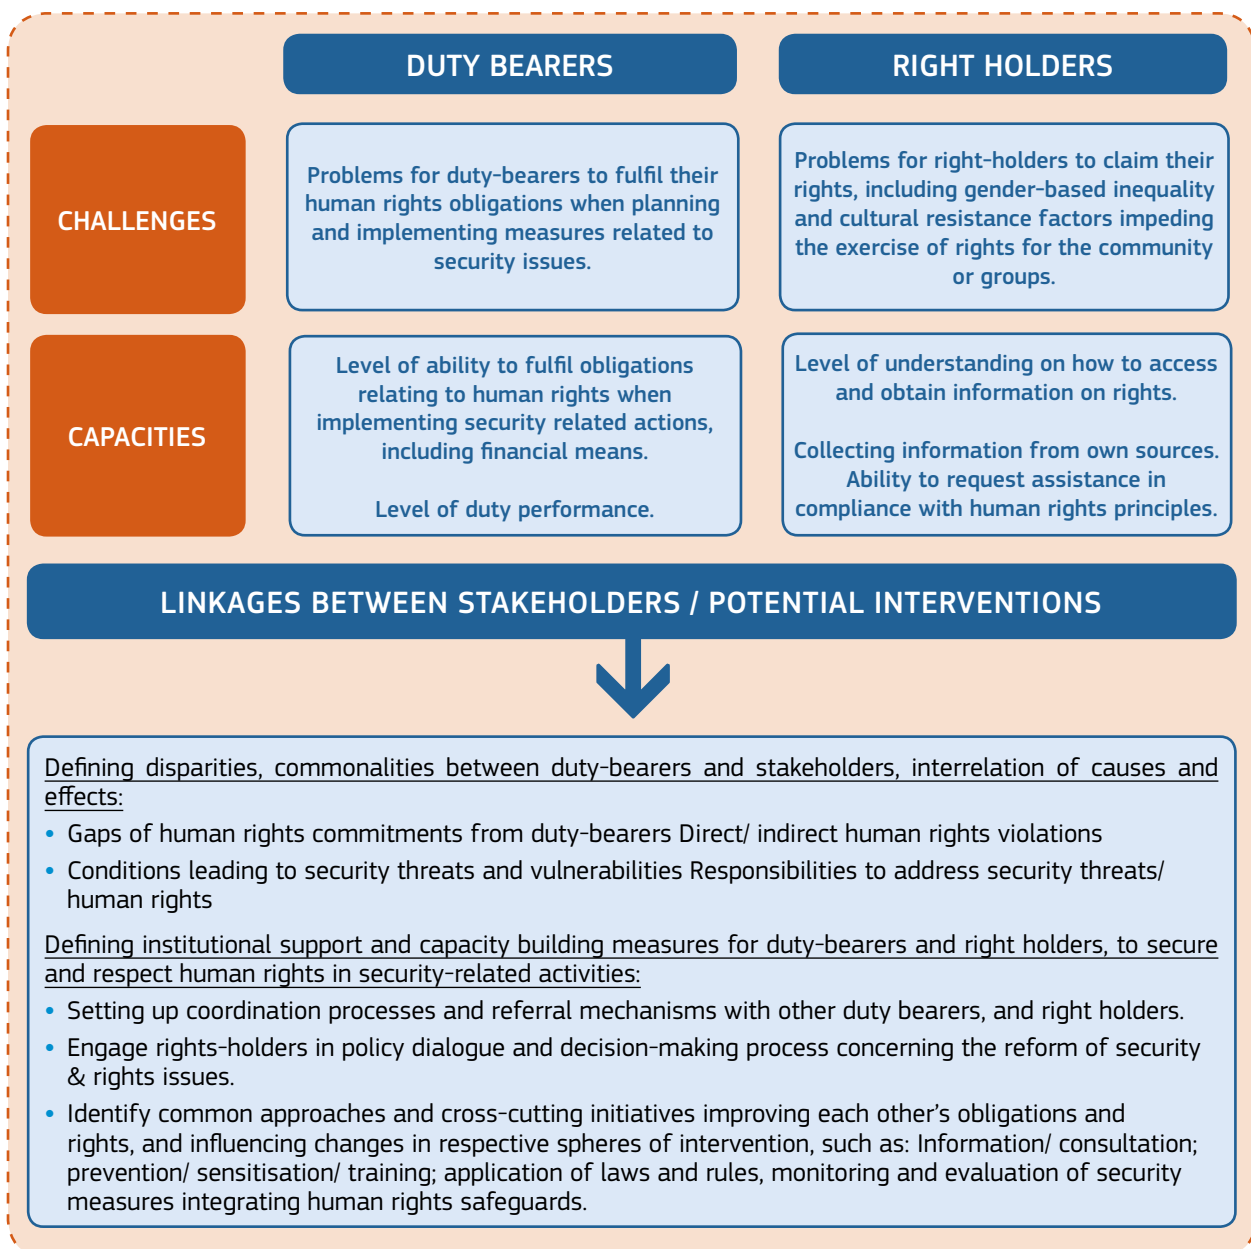 DUTY BEARERS
RIGHT HOLDERS
CHALLENGES
Problems for duty-bearers to fulfil their
human rights obligations when planning
and implementing measures related to
security issues.
Problems for right-holders to claim their
rights, including gender-based inequality
and cultural resistance factors impeding
the exercise of rights for the community
or groups.
CAPACITIES
Level of ability to fulfil obligations
relating to human rights when
implementing security related actions,
including financial means.
Level of duty performance.
Level of understanding on how to access
and obtain information on rights.
Collecting information from own sources.
Ability to request assistance in
compliance with human rights principles.
LINKAGES BETWEEN STAKEHOLDERS / POTENTIAL INTERVENTIONS
Defining disparities, commonalities between duty-bearers and stakeholders, interrelation of causes and
effects:
• Gaps of human rights commitments from duty-bearers Direct/ indirect human rights violations
• Conditions leading to security threats and vulnerabilities Responsibilities to address security threats/
human rights
Defining institutional support and capacity building measures for duty-bearers and right holders, to secure
and respect human rights in security-related activities:
• Setting up coordination processes and referral mechanisms with other duty bearers, and right holders.
• Engage rights-holders in policy dialogue and decision-making process concerning the reform of security
& rights issues.
• Identify common approaches and cross-cutting initiatives improving each other's obligations and
rights, and influencing changes in respective spheres of intervention, such as: Information/ consultation;
prevention/ sensitisation/ training; application of laws and rules, monitoring and evaluation of security
measures integrating human rights safeguards.